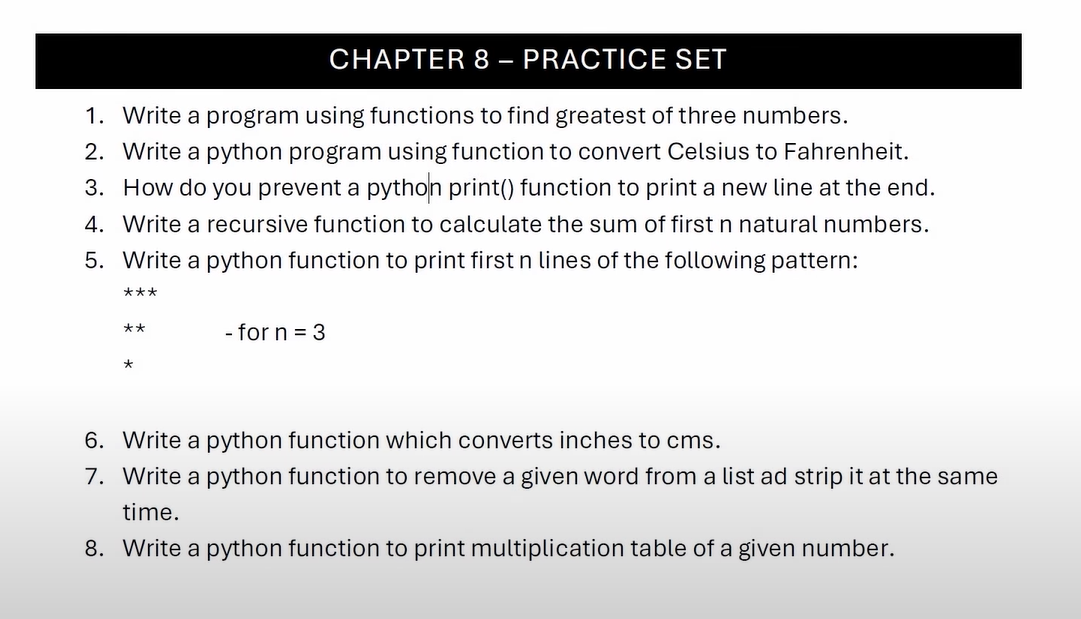 CHAPTER 8 – PRACTICE SET
1. Write a program using functions to find greatest of three numbers.
2. Write a python program using function to convert Celsius to Fahrenheit.
3. How do you prevent a python print() function to print a new line at the end.
4. Write a recursive function to calculate the sum of first n natural numbers.
5. Write a python function to print first n lines of the following pattern:
***
** - for n = 3
*
6. Write a python function which converts inches to cms.
7. Write a python function to remove a given word from a list ad strip it at the same
time.
8. Write a python function to print multiplication table of a given number.